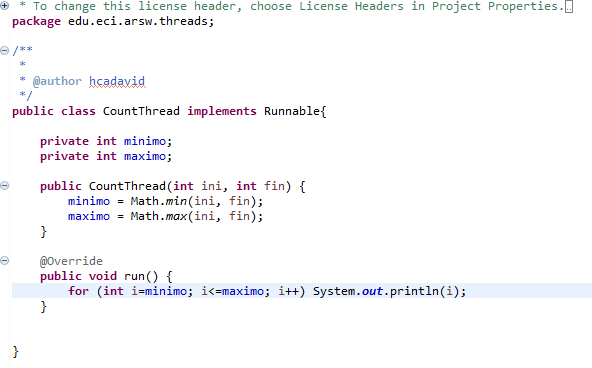 * To change this license header, choose License Headers in Project Properties.
package edu.eci.arsw.threads;
/**
*
* @author hcadavid
*/
public class CountThread implements Runnable{
private int minimo;
private int maximo;
public CountThread(int ini, int fin) {
minimo = Math.min(ini, fin);
maximo = Math.max(ini, fin);
}
@Override
public void run() {
for (int i=minimo; i<=maximo; i++) System.out.println(i);
}
}